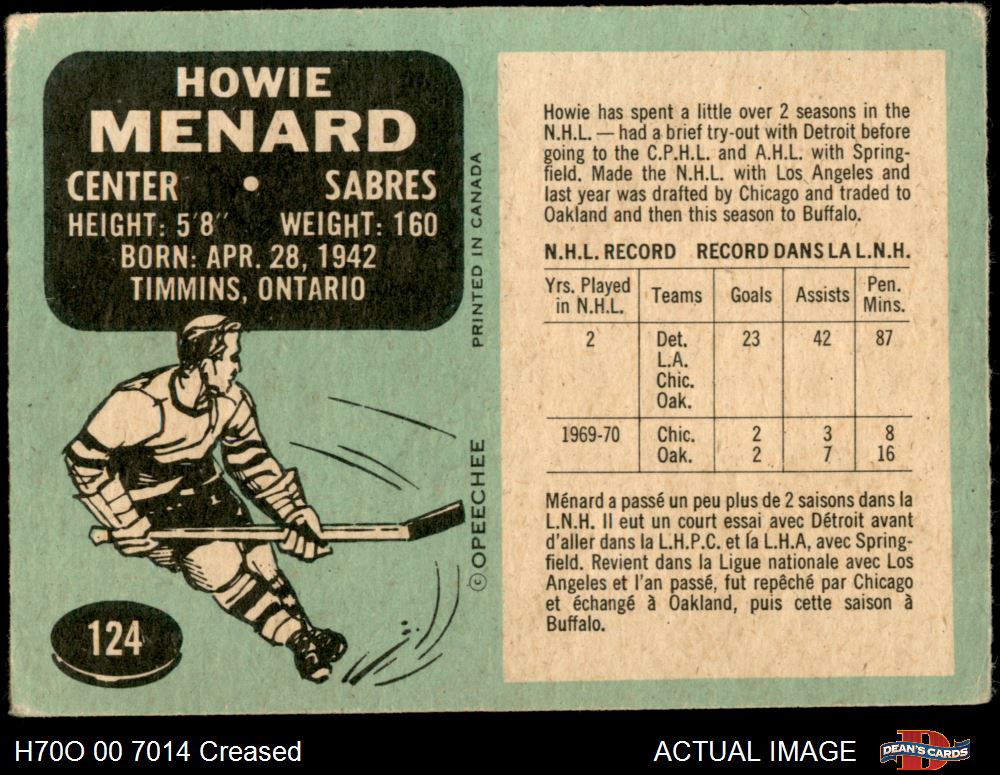 HOWIE
MENARD
CENTER • SABRES
HEIGHT: 5'8" WEIGHT: 160
BORN: APR. 28, 1942
TIMMINS, ONTARIO
PRINTED IN CANADA
© OPEECHEE
124
Howie has spent a little over 2 seasons in the
N.H.L. — had a brief try-out with Detroit before
going to the C.P.H.L. and A.H.L. with Spring-
field. Made the N.H.L. with Los Angeles and
last year was drafted by Chicago and traded to
Oakland and then this season to Buffalo.
N.H.L. RECORD RECORD DANS LA L.N.H.
Yrs. Played in N.H.L. Teams Goals Assists Pen. Mins.
2 Det. 23 42 87
L.A.
Chic.
Oak.
1969-70 Chic. 2 3 8
Oak. 2 7 16
Ménard a passé un peu plus de 2 saisons dans la
L.N.H. Il eut un court essai avec Détroit avant
d'aller dans la L.H.P.C. et la L.H.A, avec Spring-
field. Revient dans la Ligue nationale avec Los
Angeles et l'an passé, fut repêché par Chicago
et échangé à Oakland, puis cette saison à
Buffalo.
H70O 00 7014 Creased
ACTUAL IMAGE
D
DEAN'S CARDS